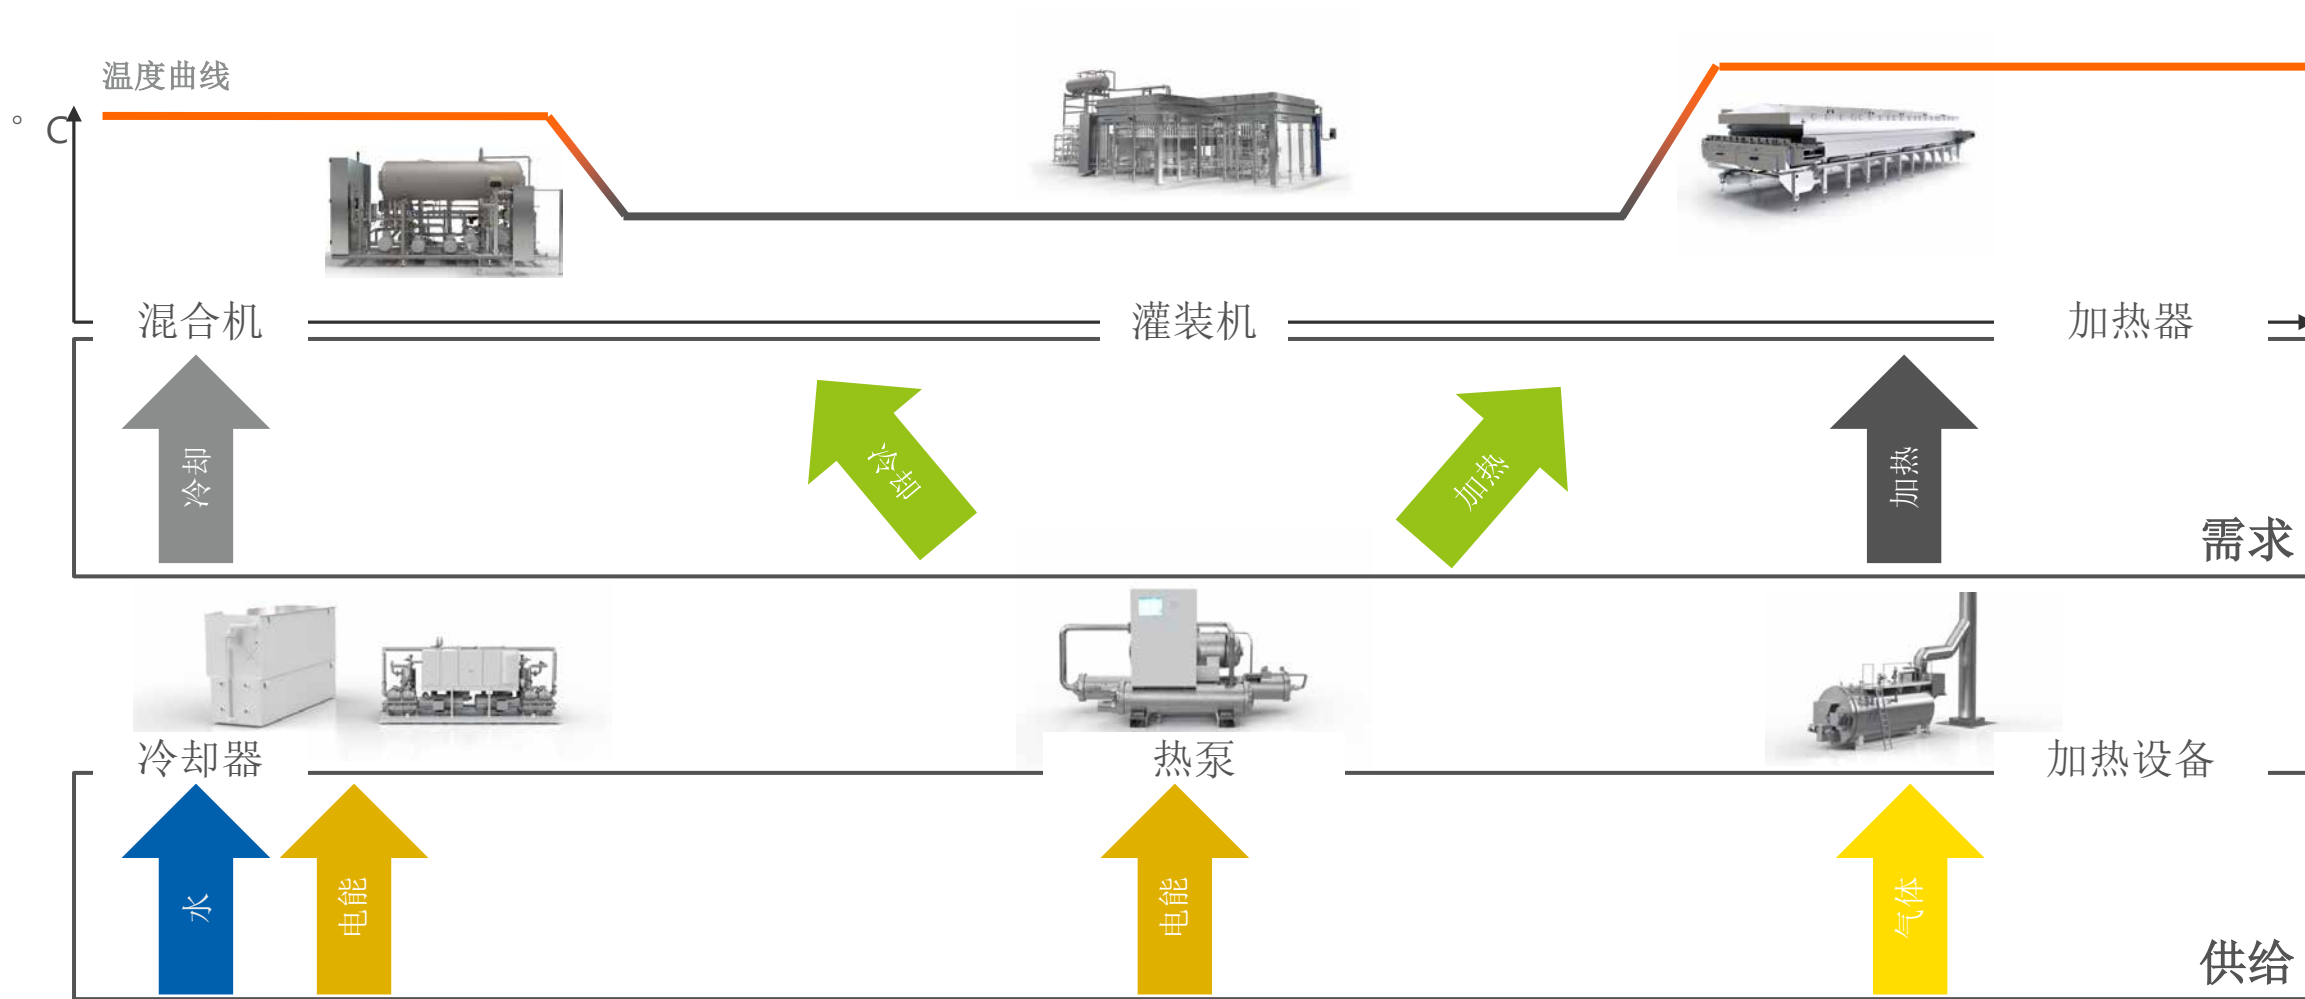 温度曲线
° C
混合机
灌装机
加热器
冷却
冷却
加热
加热
需求
冷却器
热泵
加热设备
水
电能
电能
气体
供给